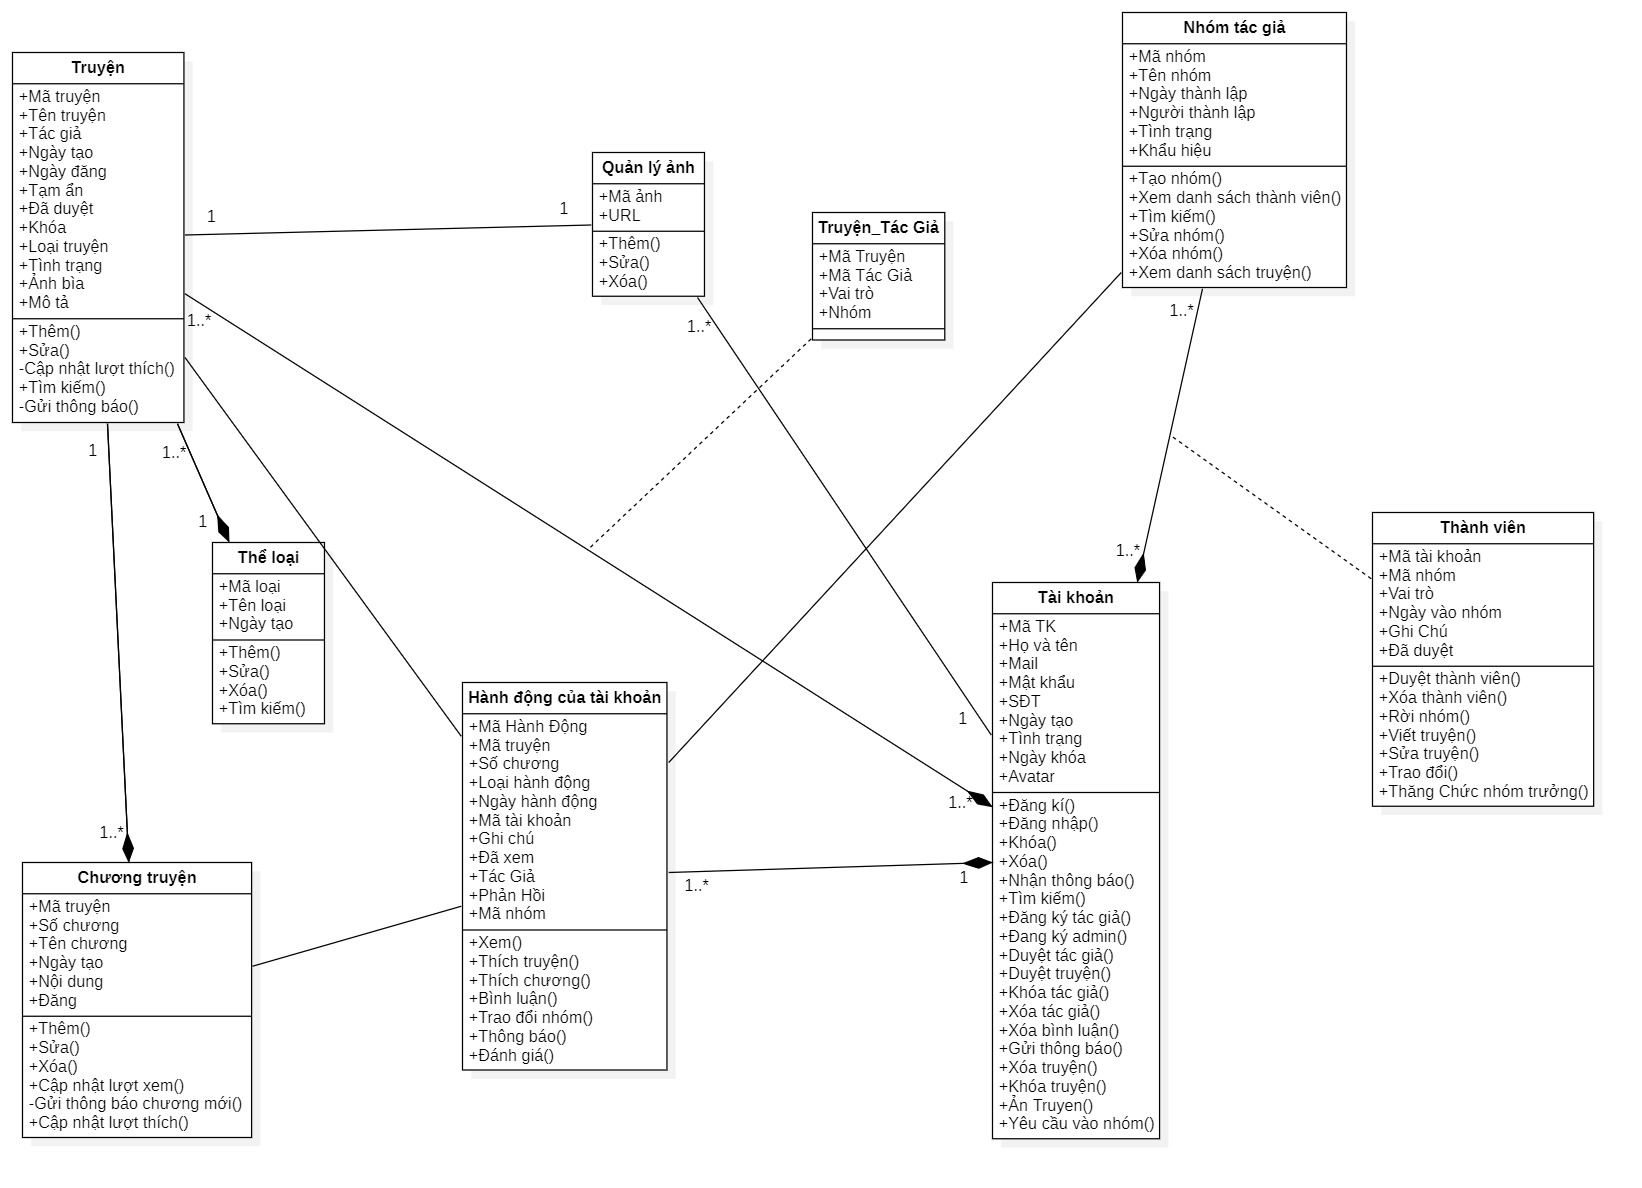 Truyện
+Mã truyện
+Tên truyện
+Tác giả
+Ngày tạo
+Ngày đăng
+Tạm ẩn
+Đã duyệt
+Khóa
+Loại truyện
+Tình trạng
+Ảnh bìa
+Mô tả
+Thêm()
+Sửa()
-Cập nhật lượt thích()
+Tìm kiếm()
-Gửi thông báo()
1
1
Quản lý ảnh
+Mã ảnh
+URL
+Thêm()
+Sửa()
+Xóa()
Truyện_Tác Giả
+Mã Truyện
+Mã Tác Giả
+Vai trò
+Nhóm
Nhóm tác giả
+Mã nhóm
+Tên nhóm
+Ngày thành lập
+Người thành lập
+Tình trạng
+Khẩu hiệu
+Tạo nhóm()
+Xem danh sách thành viên()
+Tìm kiếm()
+Sửa nhóm()
+Xóa nhóm()
+Xem danh sách truyện()
1..*
1..*
1..*
1
1..*
1
Thể loại
+Mã loại
+Tên loại
+Ngày tạo
+Thêm()
+Sửa()
+Xóa()
+Tìm kiếm()
1..*
Thành viên
+Mã tài khoản
+Mã nhóm
+Vai trò
+Ngày vào nhóm
+Ghi Chú
+Đã duyệt
+Duyệt thành viên()
+Xóa thành viên()
+Rời nhóm()
+Viết truyện()
+Sửa truyện()
+Trao đổi()
+Thăng Chức nhóm trưởng()
Hành động của tài khoản
+Mã Hành Động
+Mã truyện
+Số chương
+Loại hành động
+Ngày hành động
+Mã tài khoản
+Ghi chú
+Đã xem
+Tác Giả
+Phản Hồi
+Mã nhóm
+Xem()
+Thích truyện()
+Thích chương()
+Bình luận()
+Trao đổi nhóm()
+Thông báo()
+Đánh giá()
1
1..*
1..*
1
Tài khoản
+Mã TK
+Họ và tên
+Mail
+Mật khẩu
+SĐT
+Ngày tạo
+Tình trạng
+Ngày khóa
+Avatar
+Đăng kí()
+Đăng nhập()
+Khóa()
+Xóa()
+Nhận thông báo()
+Tìm kiếm()
+Đăng ký tác giả()
+Đang ký admin()
+Duyệt tác giả()
+Duyệt truyện()
+Khóa tác giả()
+Xóa tác giả()
+Xóa bình luận()
+Gửi thông báo()
+Xóa truyện()
+Khóa truyện()
+Ản Truyen()
+Yêu cầu vào nhóm()
1..*
Chương truyện
+Mã truyện
+Số chương
+Tên chương
+Ngày tạo
+Nội dung
+Đăng
+Thêm()
+Sửa()
+Xóa()
+Cập nhật lượt xem()
-Gửi thông báo chương mới()
+Cập nhật lượt thích()